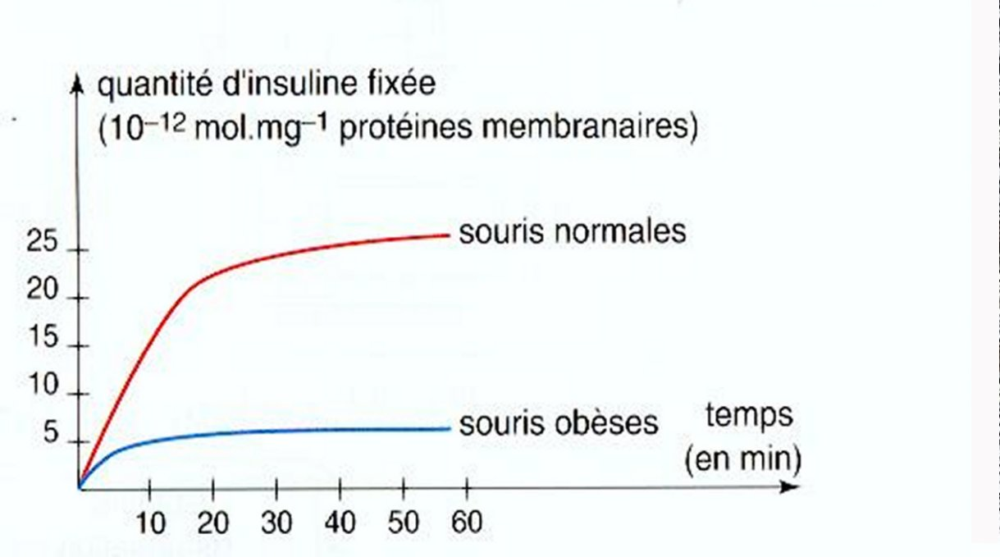 quantité d'insuline fixée
(10⁻¹² mol.mg⁻¹ protéines membranaires)
25
souris normales
20
15
10
5
souris obèses
temps
(en min)
10 20 30 40 50 60